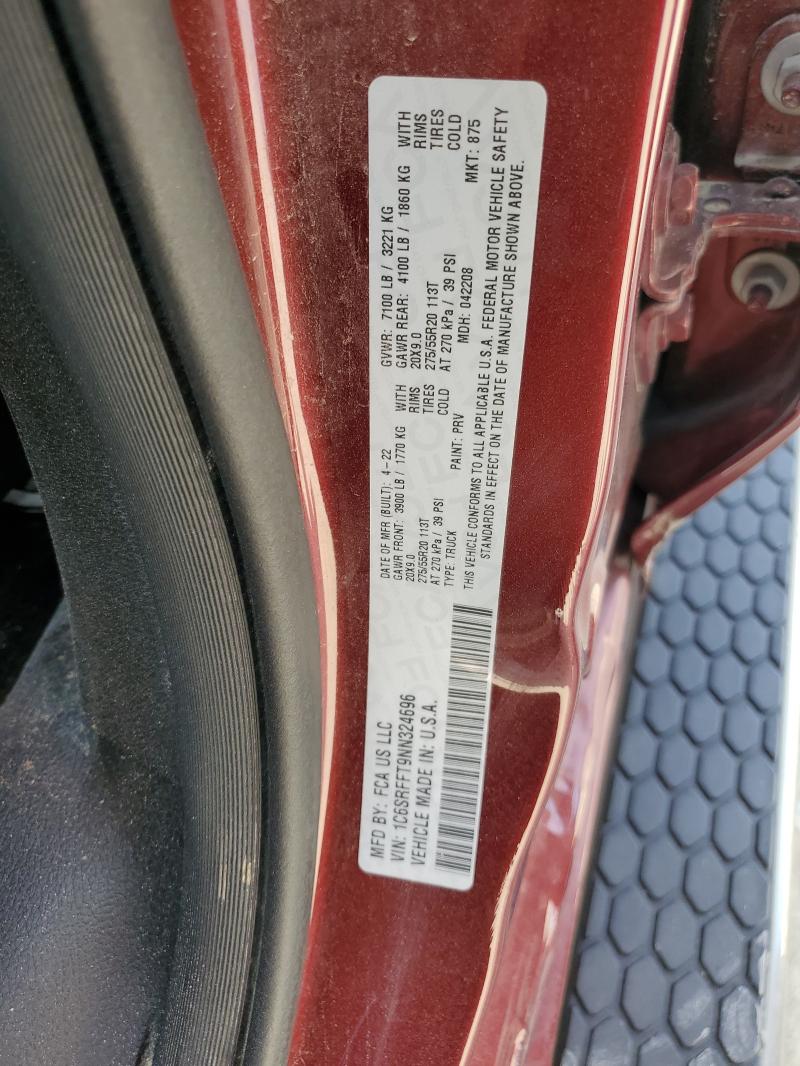 MFD BY: FCA US LLC
VIN: 1C6SRFFT9NN324696
VEHICLE MADE IN: U.S.A.
DATE OF MFR (BUILT): 4-22
GAWR FRONT: 3900 LB / 1770 KG WITH
20X9.0 RIMS
275/55R20 113T TIRES
AT 270 kPa / 39 PSI COLD
TYPE: TRUCK PAINT: PRV
GVWR: 7100 LB / 3221 KG
GAWR REAR: 4100 LB / 1860 KG WITH
20X9.0 RIMS
275/55R20 113T TIRES
AT 270 kPa / 39 PSI COLD
MDH: 042208 MKT: 875
THIS VEHICLE CONFORMS TO ALL APPLICABLE U.S.A. FEDERAL MOTOR VEHICLE SAFETY
STANDARDS IN EFFECT ON THE DATE OF MANUFACTURE SHOWN ABOVE.